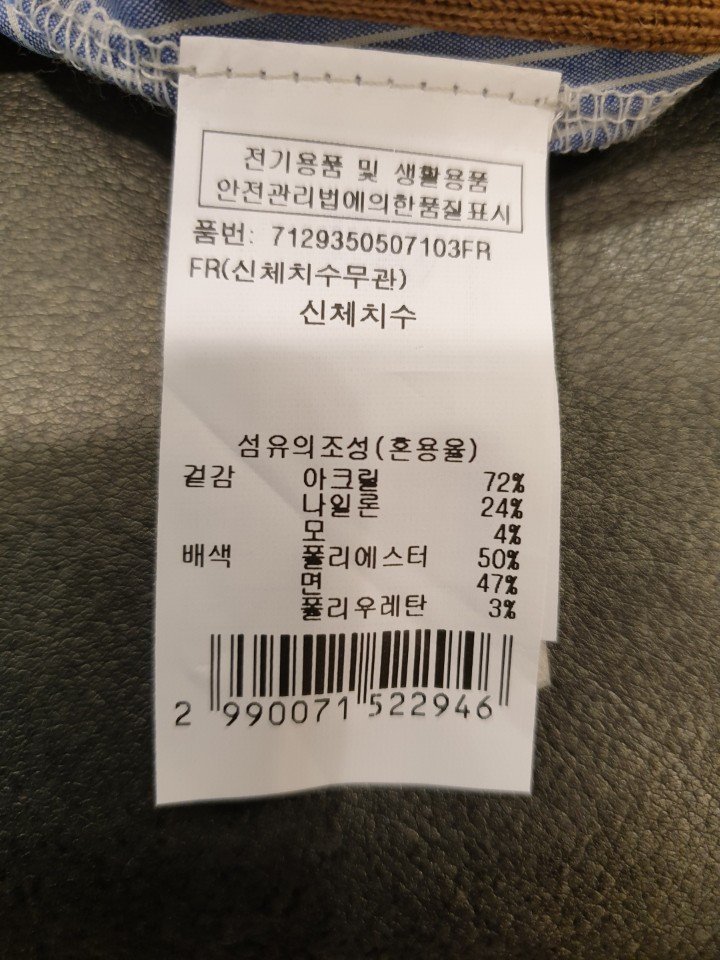 전기용품 및 생활용품
안전관리법에의한품질표시
품번: 7129350507103FR
FR(신체치수무관)
신체치수
섬유의조성(혼용율)
겉감 아크릴 72%
나일론 24%
모 4%
배색 폴리에스터 50%
면 47%
폴리우레탄 3%
2 990071 522946